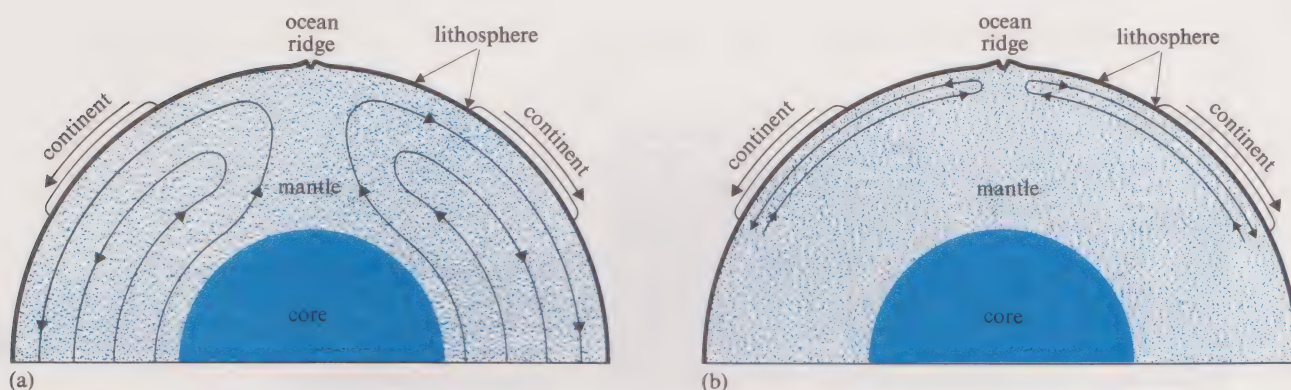 ocean
ridge
lithosphere
continent
continent
mantle
core
(a)
ocean
ridge
lithosphere
continent
continent
mantle
core
(b)